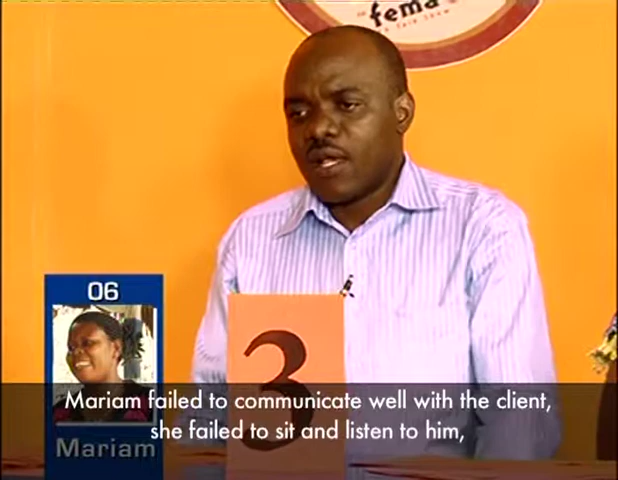 fema
06
3
Mariam failed to communicate well with the client,
she failed to sit and listen to him,
Mariam